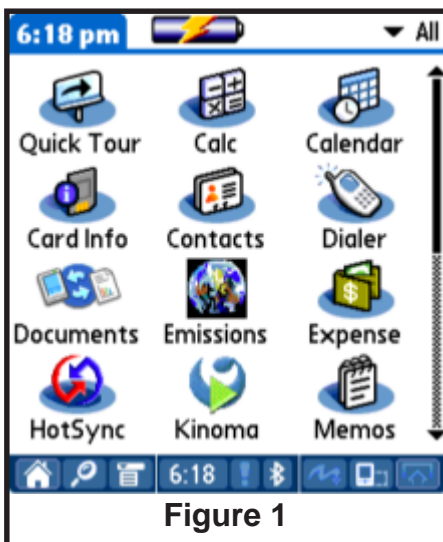 6:18 pm All
Quick Tour Calc Calendar
Card Info Contacts Dialer
Documents Emissions Expense
HotSync Kinoma Memos
6:18
Figure 1